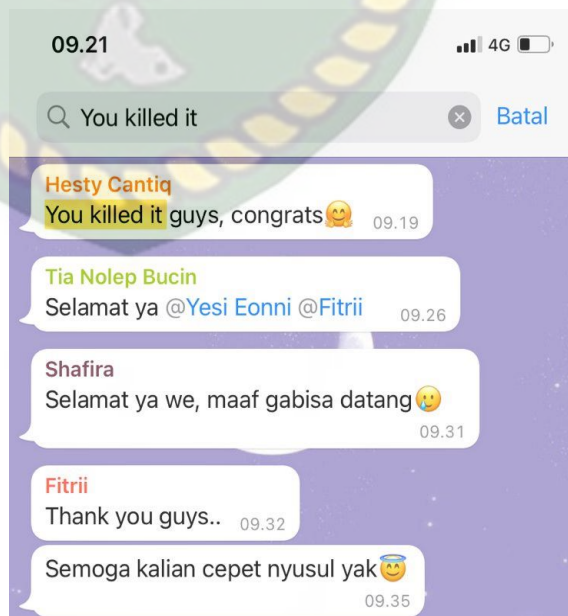 09.21
4G
You killed it
Batal
Hesty Cantiq
You killed it guys, congrats🤗 09.19
Tia Nolep Bucin
Selamat ya @Yesi Eonni @Fitrii 09.26
Shafira
Selamat ya we, maaf gabisa datang🥲
09.31
Fitrii
Thank you guys.. 09.32
Semoga kalian cepet nyusul yak😇
09.35